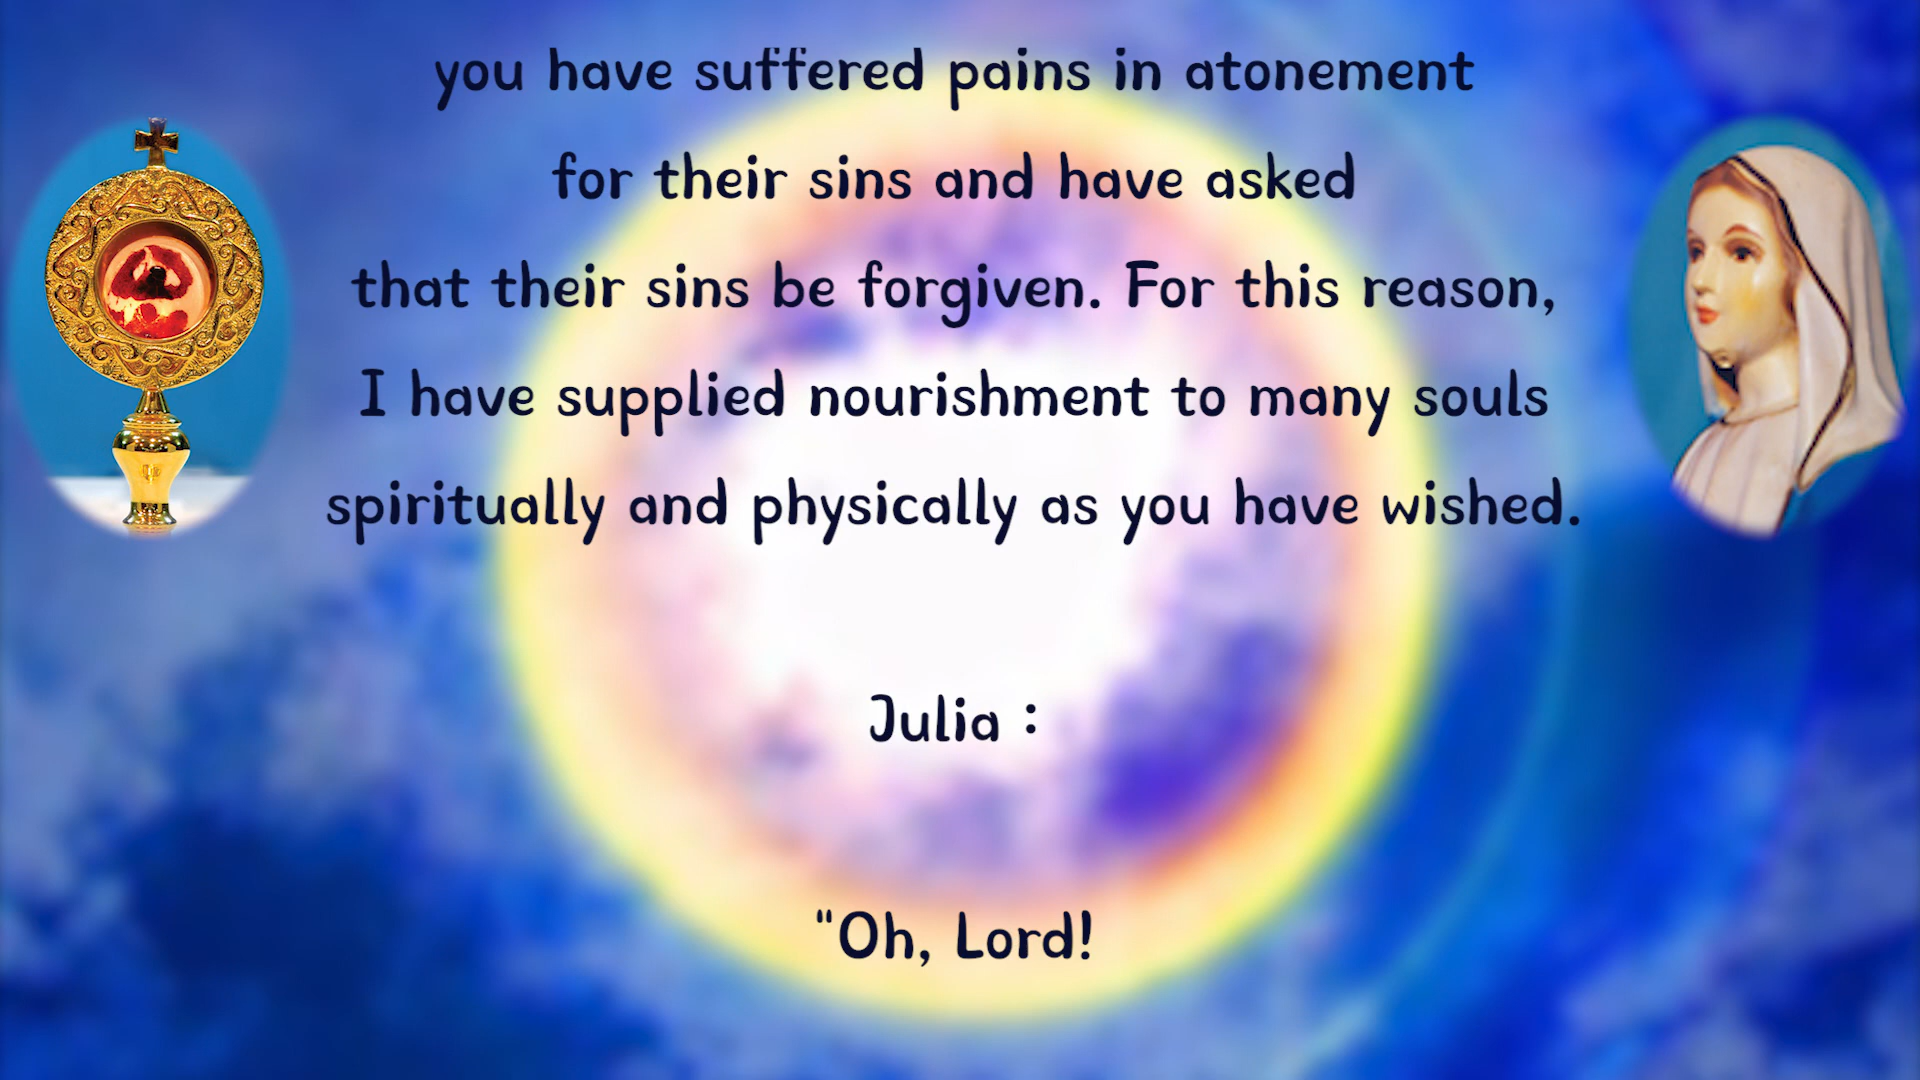 you have suffered pains in atonement
for their sins and have asked
that their sins be forgiven. For this reason,
I have supplied nourishment to many souls
spiritually and physically as you have wished.
Julia :
"Oh, Lord!